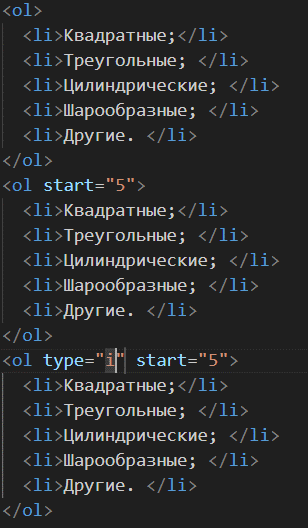 <ol>
<li>Квадратные;</li>
<li>Треугольные; </li>
<li>Цилиндрические; </li>
<li>Шарообразные; </li>
<li>Другие. </li>
</ol>
<ol start="5">
<li>Квадратные;</li>
<li>Треугольные; </li>
<li>Цилиндрические; </li>
<li>Шарообразные; </li>
<li>Другие. </li>
</ol>
<ol type="i" start="5">
<li>Квадратные;</li>
<li>Треугольные; </li>
<li>Цилиндрические; </li>
<li>Шарообразные; </li>
<li>Другие. </li>
</ol>